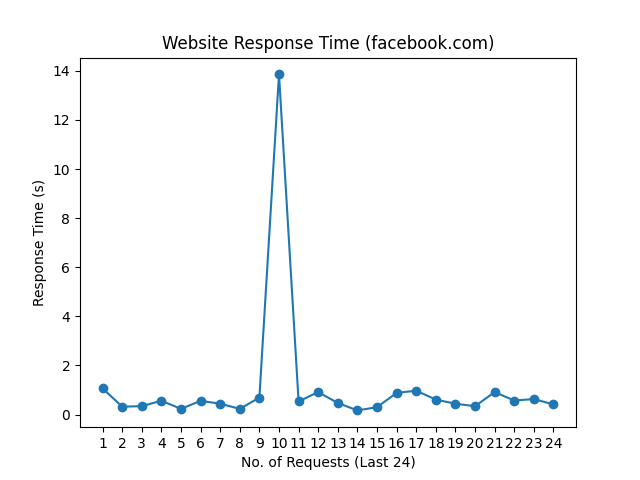 Website Response Time (facebook.com)
14
12
10
8
6
4
2
0
Response Time (s)
1 2 3 4 5 6 7 8 9 10 11 12 13 14 15 16 17 18 19 20 21 22 23 24
No. of Requests (Last 24)